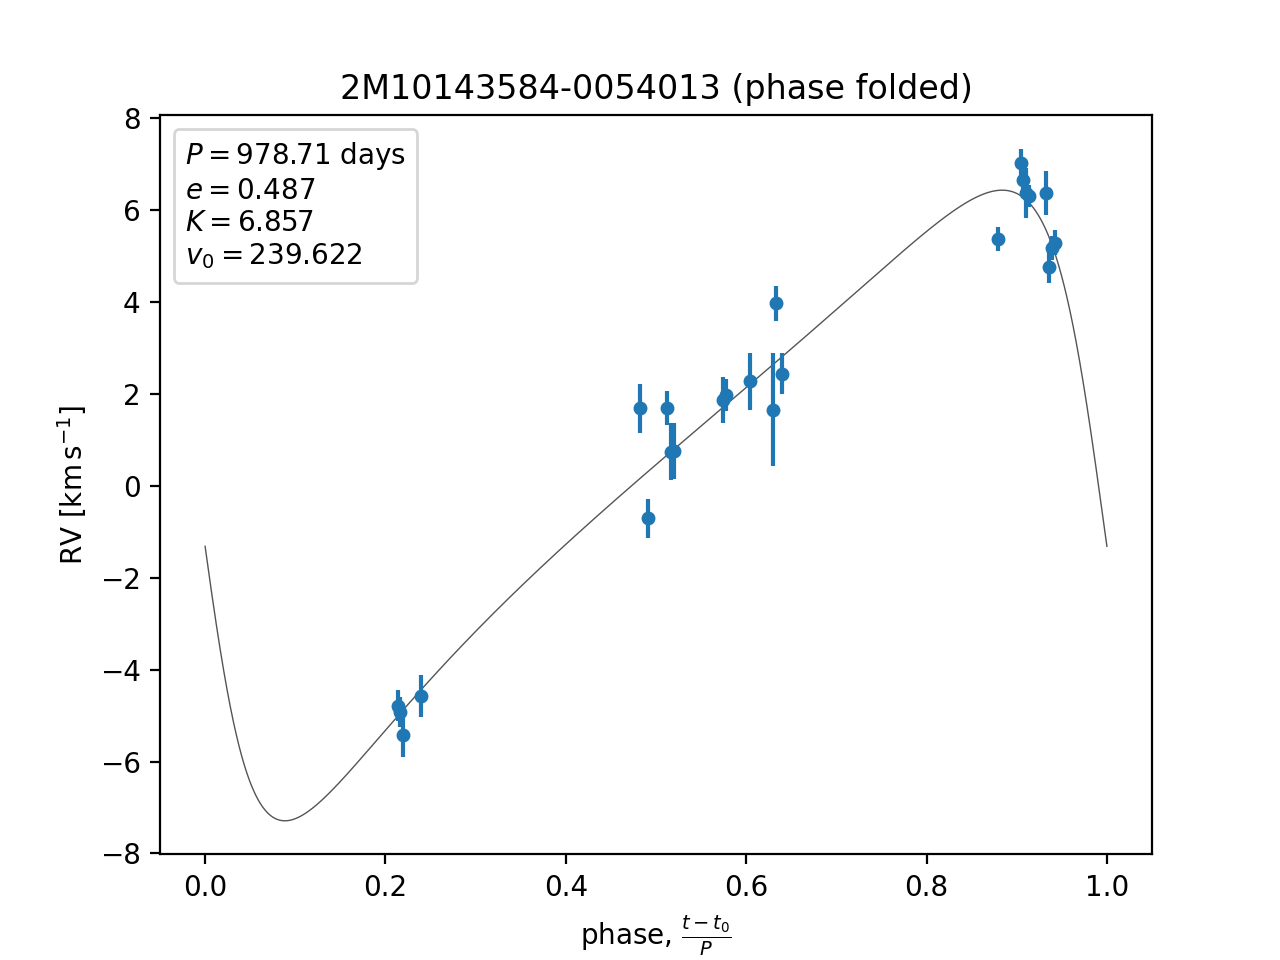 2M10143584-0054013 (phase folded)
P = 978.71 days
e = 0.487
K = 6.857
v₀ = 239.622
8
6
4
2
0
−2
−4
−6
−8
RV [km s⁻¹]
0.0 0.2 0.4 0.6 0.8 1.0
phase, (t − t₀)/P